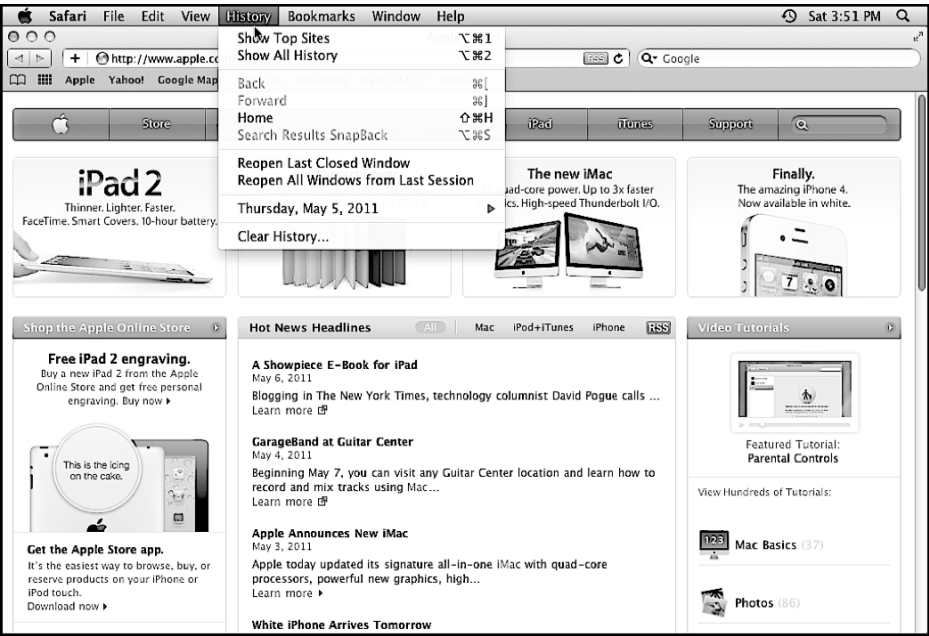 Safari File Edit View History Bookmarks Window Help Sat 3:51 PM
Show Top Sites ⌥⌘1
Show All History ⌥⌘2
Back ⌘[
Forward ⌘]
Home ⇧⌘H
Search Results SnapBack ⌥⌘S
Reopen Last Closed Window
Reopen All Windows from Last Session
Thursday, May 5, 2011
Clear History...
http://www.apple.co
RSS
Google
Apple Yahoo! Google Map
Store iPad iTunes Support
iPad 2
Thinner. Lighter. Faster.
FaceTime. Smart Covers. 10-hour battery.
The new iMac
uad-core power. Up to 3x faster
ics. High-speed Thunderbolt I/O.
Finally.
The amazing iPhone 4.
Now available in white.
Shop the Apple Online Store
Free iPad 2 engraving.
Buy a new iPad 2 from the Apple
Online Store and get free personal
engraving. Buy now
This is the icing
on the cake.
Get the Apple Store app.
It's the easiest way to browse, buy, or
reserve products on your iPhone or
iPod touch.
Download now
Hot News Headlines All Mac iPod+iTunes iPhone RSS
A Showpiece E-Book for iPad
May 6, 2011
Blogging in The New York Times, technology columnist David Pogue calls ...
Learn more
GarageBand at Guitar Center
May 4, 2011
Beginning May 7, you can visit any Guitar Center location and learn how to
record and mix tracks using Mac...
Learn more
Apple Announces New iMac
May 3, 2011
Apple today updated its signature all-in-one iMac with quad-core
processors, powerful new graphics, high...
Learn more
White iPhone Arrives Tomorrow
Video Tutorials
Featured Tutorial:
Parental Controls
View Hundreds of Tutorials:
123
Mac Basics (37)
Photos (86)